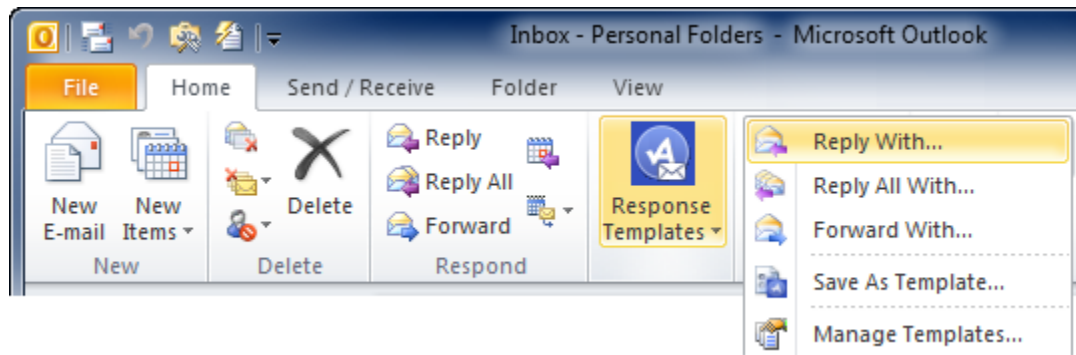 Inbox - Personal Folders - Microsoft Outlook
File Home Send / Receive Folder View
New E-mail
New Items
Delete
Reply
Reply All
Forward
Response Templates
New Delete Respond
Reply With...
Reply All With...
Forward With...
Save As Template...
Manage Templates...